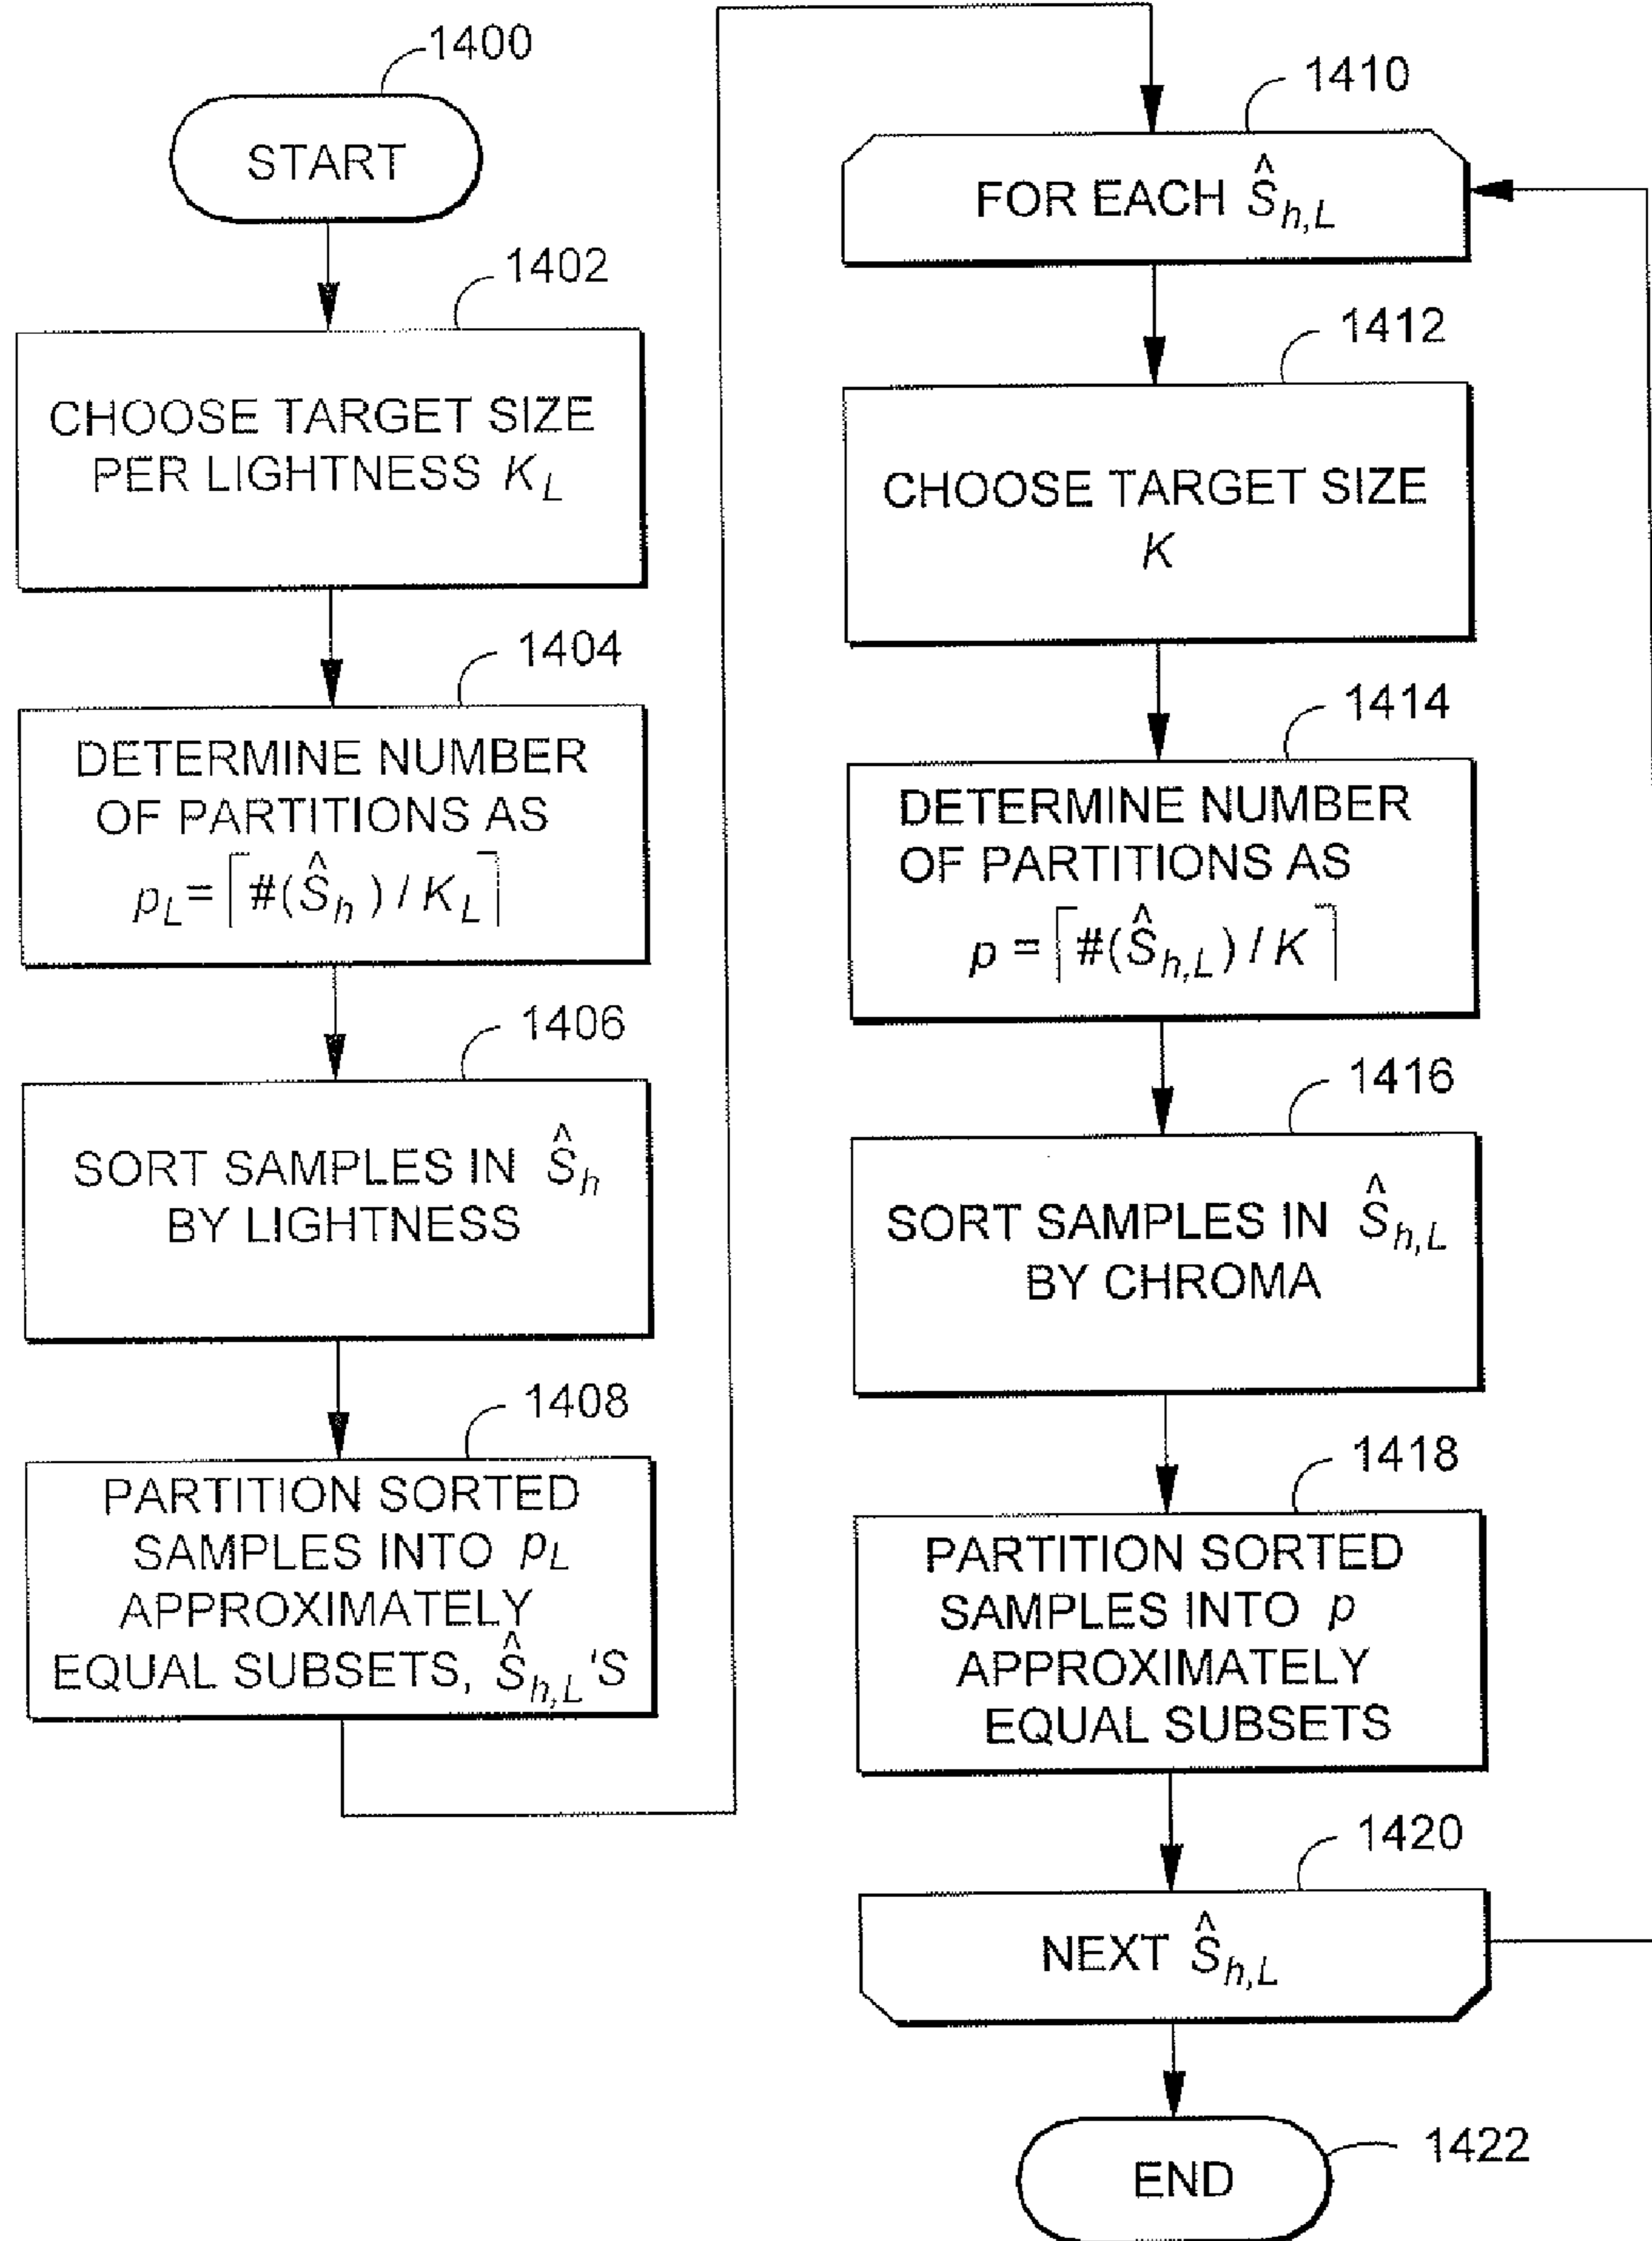 1400
START
1402
CHOOSE TARGET SIZE
PER LIGHTNESS K_L
1404
DETERMINE NUMBER
OF PARTITIONS AS
p_L = ⌈#(Ŝ_h) / K_L⌉
1406
SORT SAMPLES IN Ŝ_h
BY LIGHTNESS
1408
PARTITION SORTED
SAMPLES INTO p_L
APPROXIMATELY
EQUAL SUBSETS, Ŝ_h,L'S
1410
FOR EACH Ŝ_h,L
1412
CHOOSE TARGET SIZE
K
1414
DETERMINE NUMBER
OF PARTITIONS AS
p = ⌈#(Ŝ_h,L) / K⌉
1416
SORT SAMPLES IN Ŝ_h,L
BY CHROMA
1418
PARTITION SORTED
SAMPLES INTO p
APPROXIMATELY
EQUAL SUBSETS
1420
NEXT Ŝ_h,L
END
1422